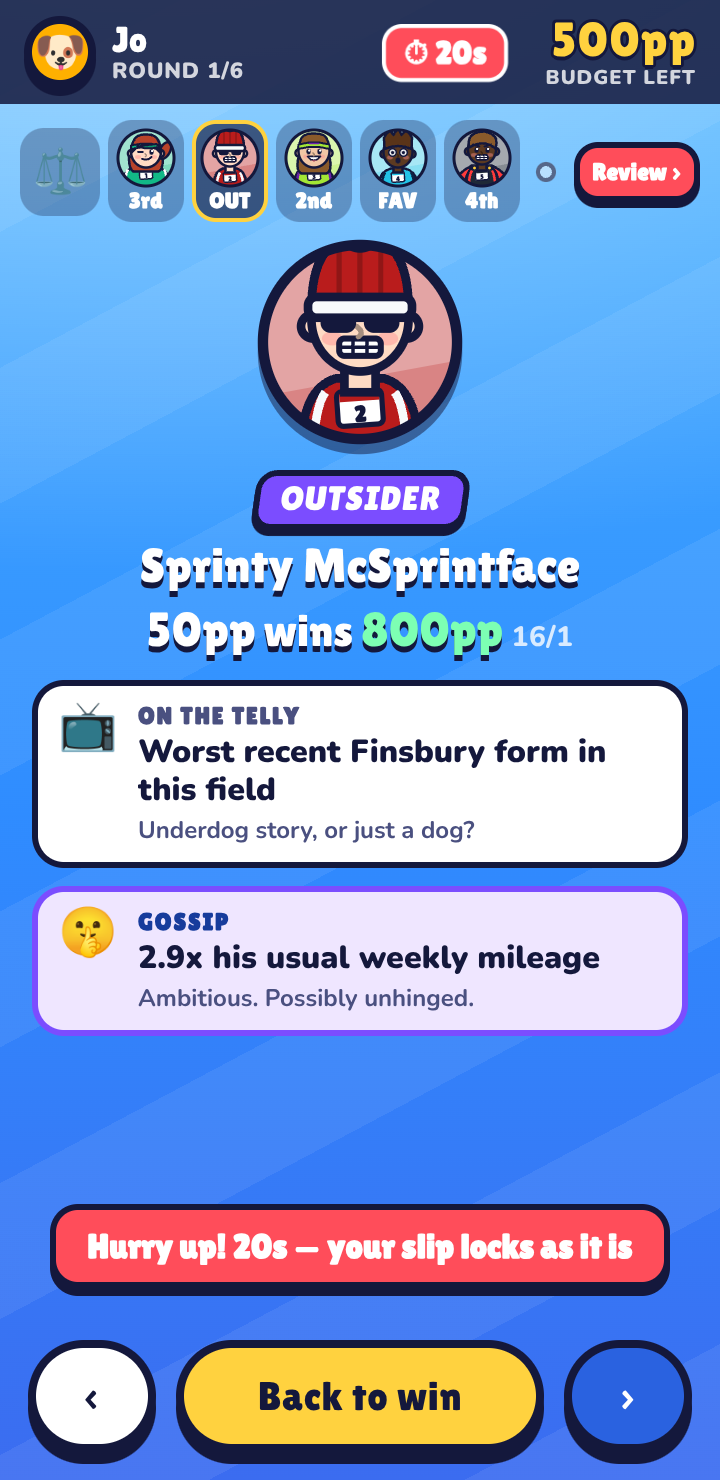 Jo
ROUND 1/6
20s
500pp
BUDGET LEFT
3rd
OUT
2nd
FAV
4th
Review ›
2
OUTSIDER
Sprinty McSprintface
50pp wins 800pp 16/1
ON THE TELLY
Worst recent Finsbury form in
this field
Underdog story, or just a dog?
GOSSIP
2.9x his usual weekly mileage
Ambitious. Possibly unhinged.
Hurry up! 20s — your slip locks as it is
‹
Back to win
›